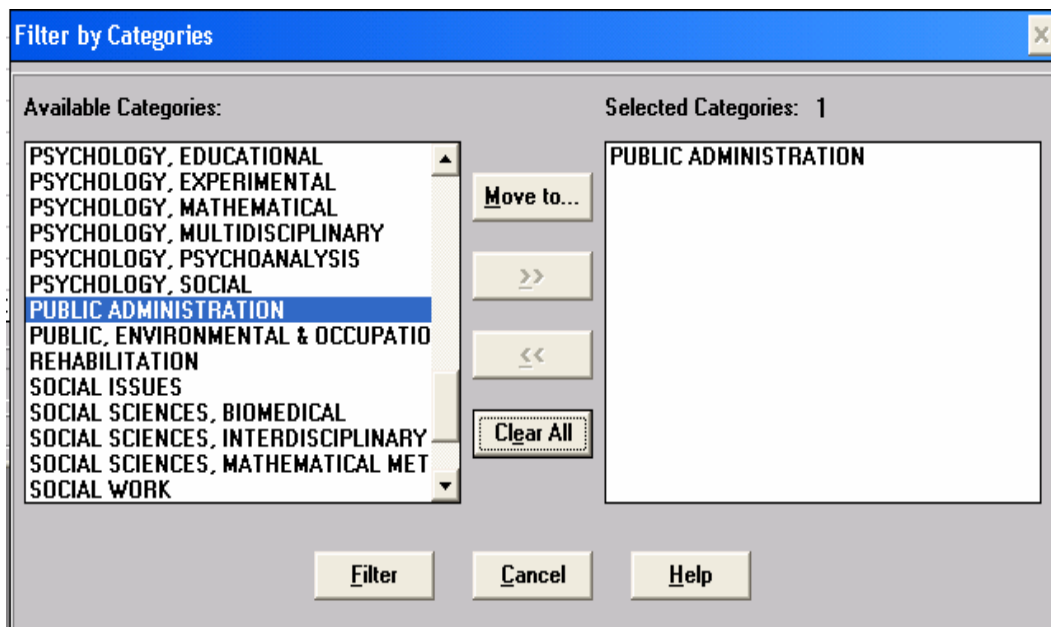 Filter by Categories
Available Categories:
Selected Categories: 1
PSYCHOLOGY, EDUCATIONAL
PSYCHOLOGY, EXPERIMENTAL
PSYCHOLOGY, MATHEMATICAL
PSYCHOLOGY, MULTIDISCIPLINARY
PSYCHOLOGY, PSYCHOANALYSIS
PSYCHOLOGY, SOCIAL
PUBLIC ADMINISTRATION
PUBLIC, ENVIRONMENTAL & OCCUPATIO
REHABILITATION
SOCIAL ISSUES
SOCIAL SCIENCES, BIOMEDICAL
SOCIAL SCIENCES, INTERDISCIPLINARY
SOCIAL SCIENCES, MATHEMATICAL MET
SOCIAL WORK
Move to...
>>
<<
Clear All
PUBLIC ADMINISTRATION
Filter
Cancel
Help